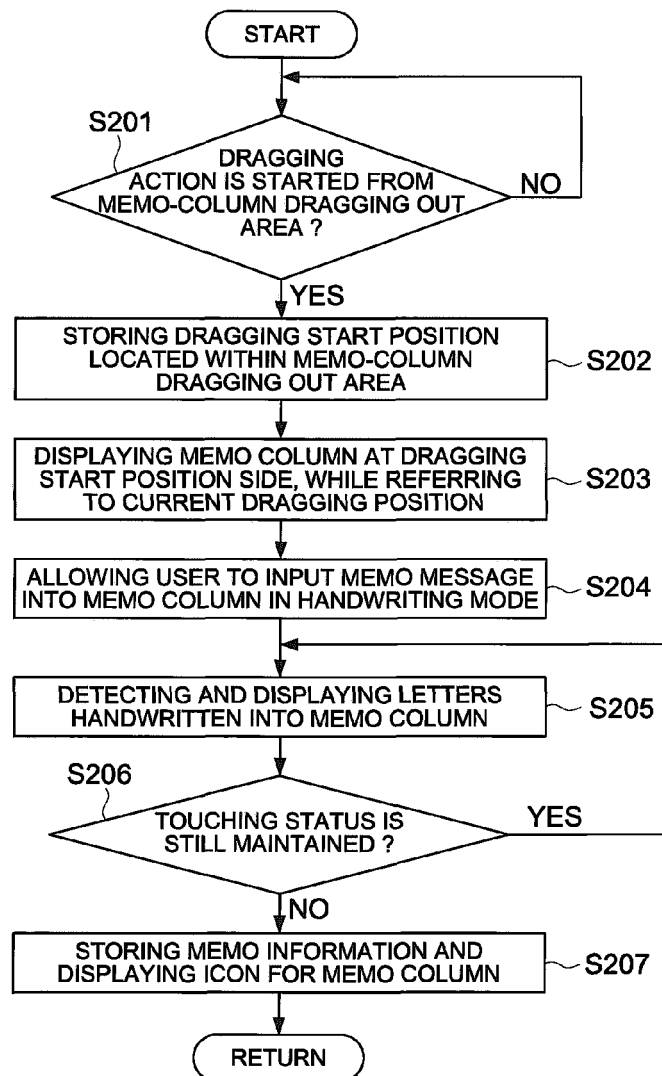 START
S201
DRAGGING
ACTION IS STARTED FROM
MEMO-COLUMN DRAGGING OUT
AREA ?
NO
YES
STORING DRAGGING START POSITION
LOCATED WITHIN MEMO-COLUMN
DRAGGING OUT AREA
S202
DISPLAYING MEMO COLUMN AT DRAGGING
START POSITION SIDE, WHILE REFERRING
TO CURRENT DRAGGING POSITION
S203
ALLOWING USER TO INPUT MEMO MESSAGE
INTO MEMO COLUMN IN HANDWRITING MODE
S204
DETECTING AND DISPLAYING LETTERS
HANDWRITTEN INTO MEMO COLUMN
S205
S206
TOUCHING STATUS IS
STILL MAINTAINED ?
YES
NO
STORING MEMO INFORMATION AND
DISPLAYING ICON FOR MEMO COLUMN
S207
RETURN